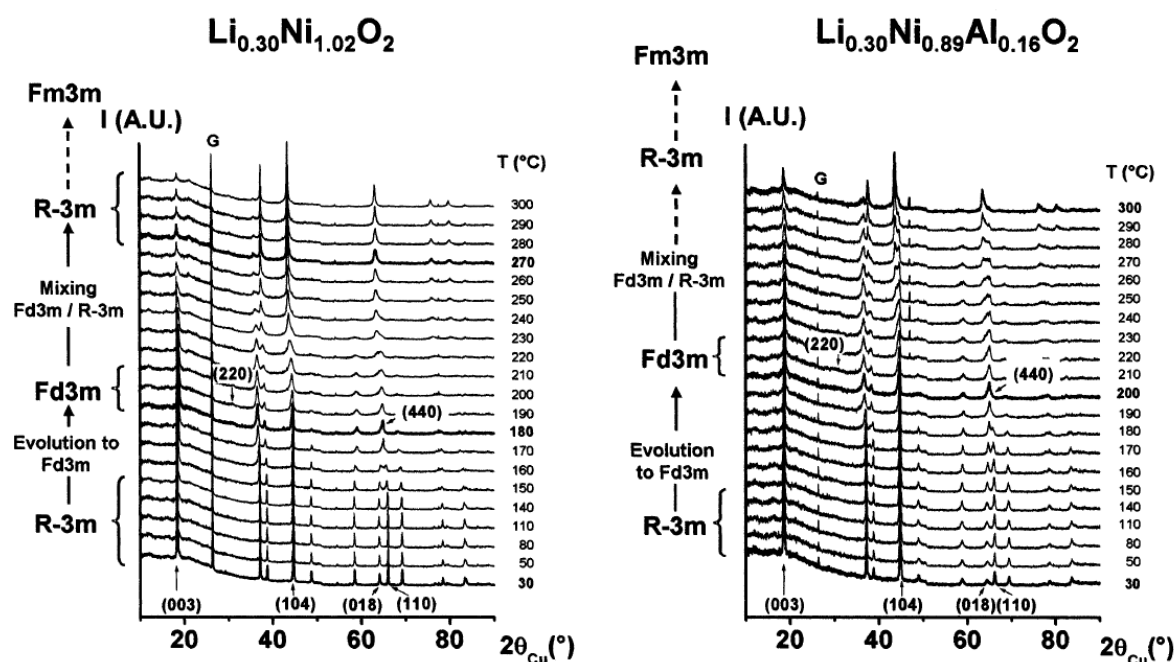 Li0.30Ni1.02O2
Fm3m
I (A.U.)
G
T (°C)
R-3m
300
290
280
270
260
Mixing
Fd3m / R-3m
250
240
230
220
(220)
210
Fd3m
200
(440)
190
180
Evolution to
Fd3m
170
160
150
140
R-3m
110
80
50
30
(003)
(104)
(018)
(110)
20
40
60
80
2θCu(°)
Li0.30Ni0.89Al0.16O2
Fm3m
I (A.U.)
R-3m
G
T (°C)
300
290
280
Mixing
Fd3m / R-3m
270
260
250
240
230
(220)
Fd3m
220
210
(440)
200
190
180
Evolution
to Fd3m
170
160
150
140
R-3m
110
80
50
30
(003)
(104)
(018)(110)
20
40
60
80
2θCu(°)